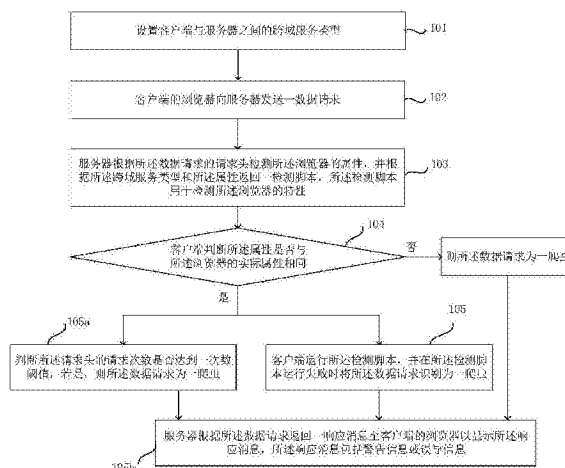 设置客户端与服务器之间的跨域服务类型
101
客户端的浏览器向服务器发送一数据请求
102
服务器根据所述数据请求的请求头检测所述浏览器的属性，并根
据所述跨域服务类型和所述属性返回一检测脚本，所述检测脚本
用于检测所述浏览器的特性
103
104
客户端判断所述属性是否与
所述浏览器的实际属性相同
否
则所述数据请求为一爬虫
是
105a
105
判断所述请求头的请求次数是否达到一次数
阈值，若是，则所述数据请求为一爬虫
客户端运行所述检测脚本，并在所述检测脚
本运行失败时将所述数据请求识别为一爬虫
服务器根据所述数据请求返回一响应消息至客户端的浏览器以显示所述响
应消息，所述响应消息包括警告信息或误导信息